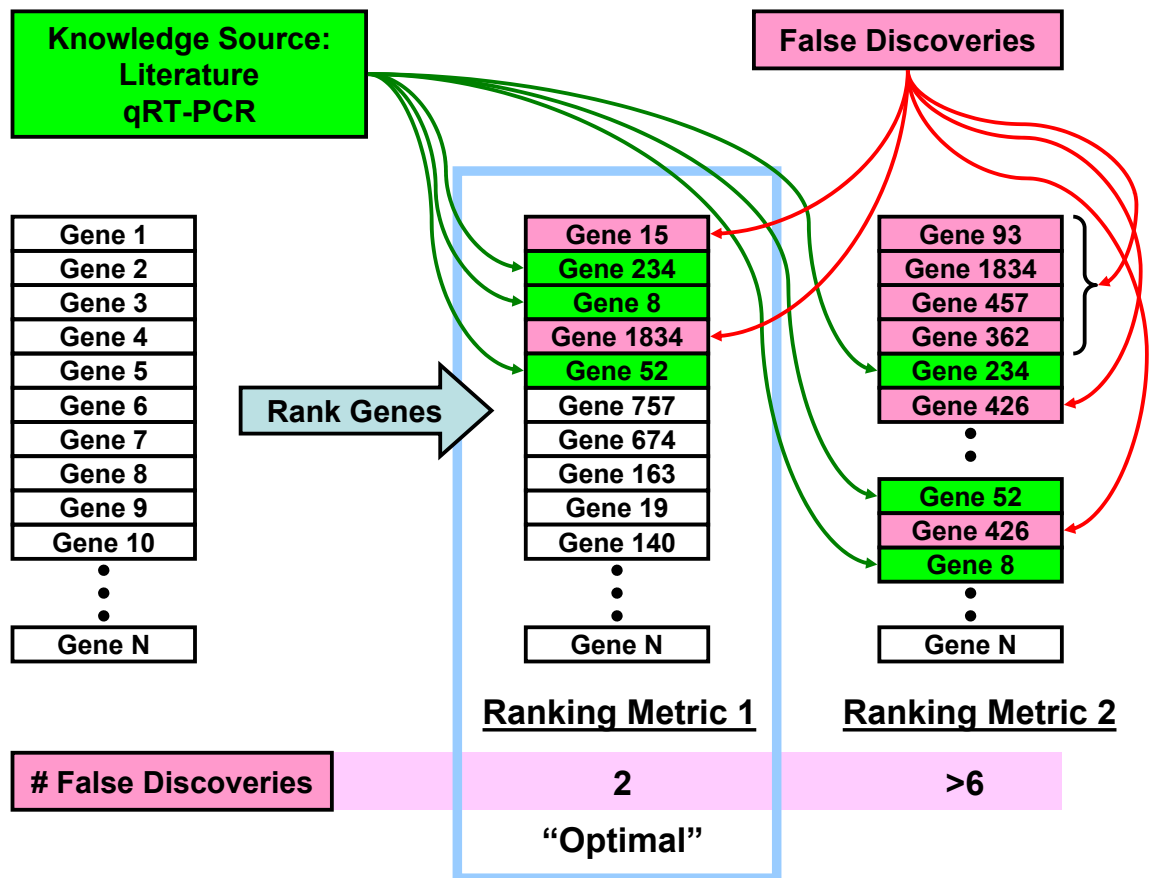 Knowledge Source:
Literature
qRT-PCR
False Discoveries
Gene 1
Gene 2
Gene 3
Gene 4
Gene 5
Gene 6
Gene 7
Gene 8
Gene 9
Gene 10
Gene N
Rank Genes
Gene 15
Gene 234
Gene 8
Gene 1834
Gene 52
Gene 757
Gene 674
Gene 163
Gene 19
Gene 140
Gene N
Ranking Metric 1
Gene 93
Gene 1834
Gene 457
Gene 362
Gene 234
Gene 426
Gene 52
Gene 426
Gene 8
Gene N
Ranking Metric 2
# False Discoveries
2
>6
“Optimal”